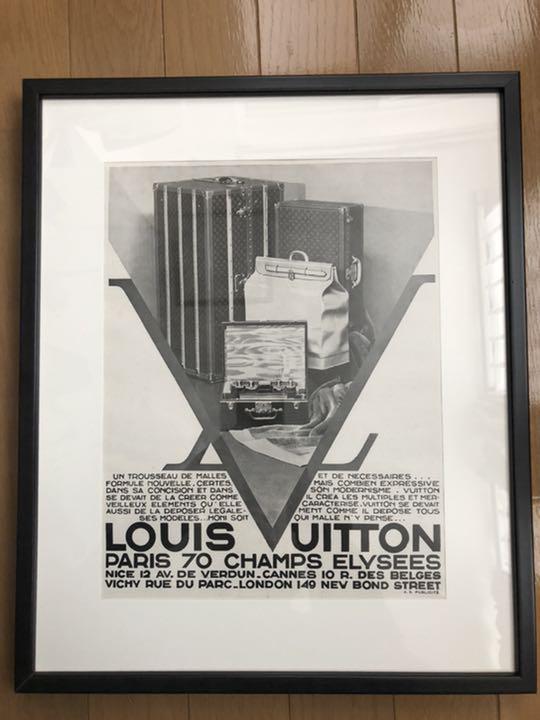 UN TROUSSEAU DE MALLES ET DE NECESSAIRES...
FORMULE NOUVELLE, CERTES, MAIS COMBIEN EXPRESSIVE
DANS SA CONCISION ET DANS SON MODERNISME. VUITTON
SE DEVAIT DE LA CREER COMME IL CREA LES MULTIPLES ET MER-
VEILLEUX ELEMENTS QU'ELLE CARACTERISE. VUITTON SE DEVAIT
AUSSI DE LA DEPOSER LEGALE- MENT COMME IL DEPOSE TOUS
SES MODELES...HONI SOIT QUI MALLE N'Y PENSE...
LOUIS VUITTON
PARIS 70 CHAMPS ELYSEES
NICE 12 AV. DE VERDUN_CANNES 10 R. DES BELGES
VICHY RUE DU PARC_LONDON 149 NEW BOND STREET
PUBLICITE